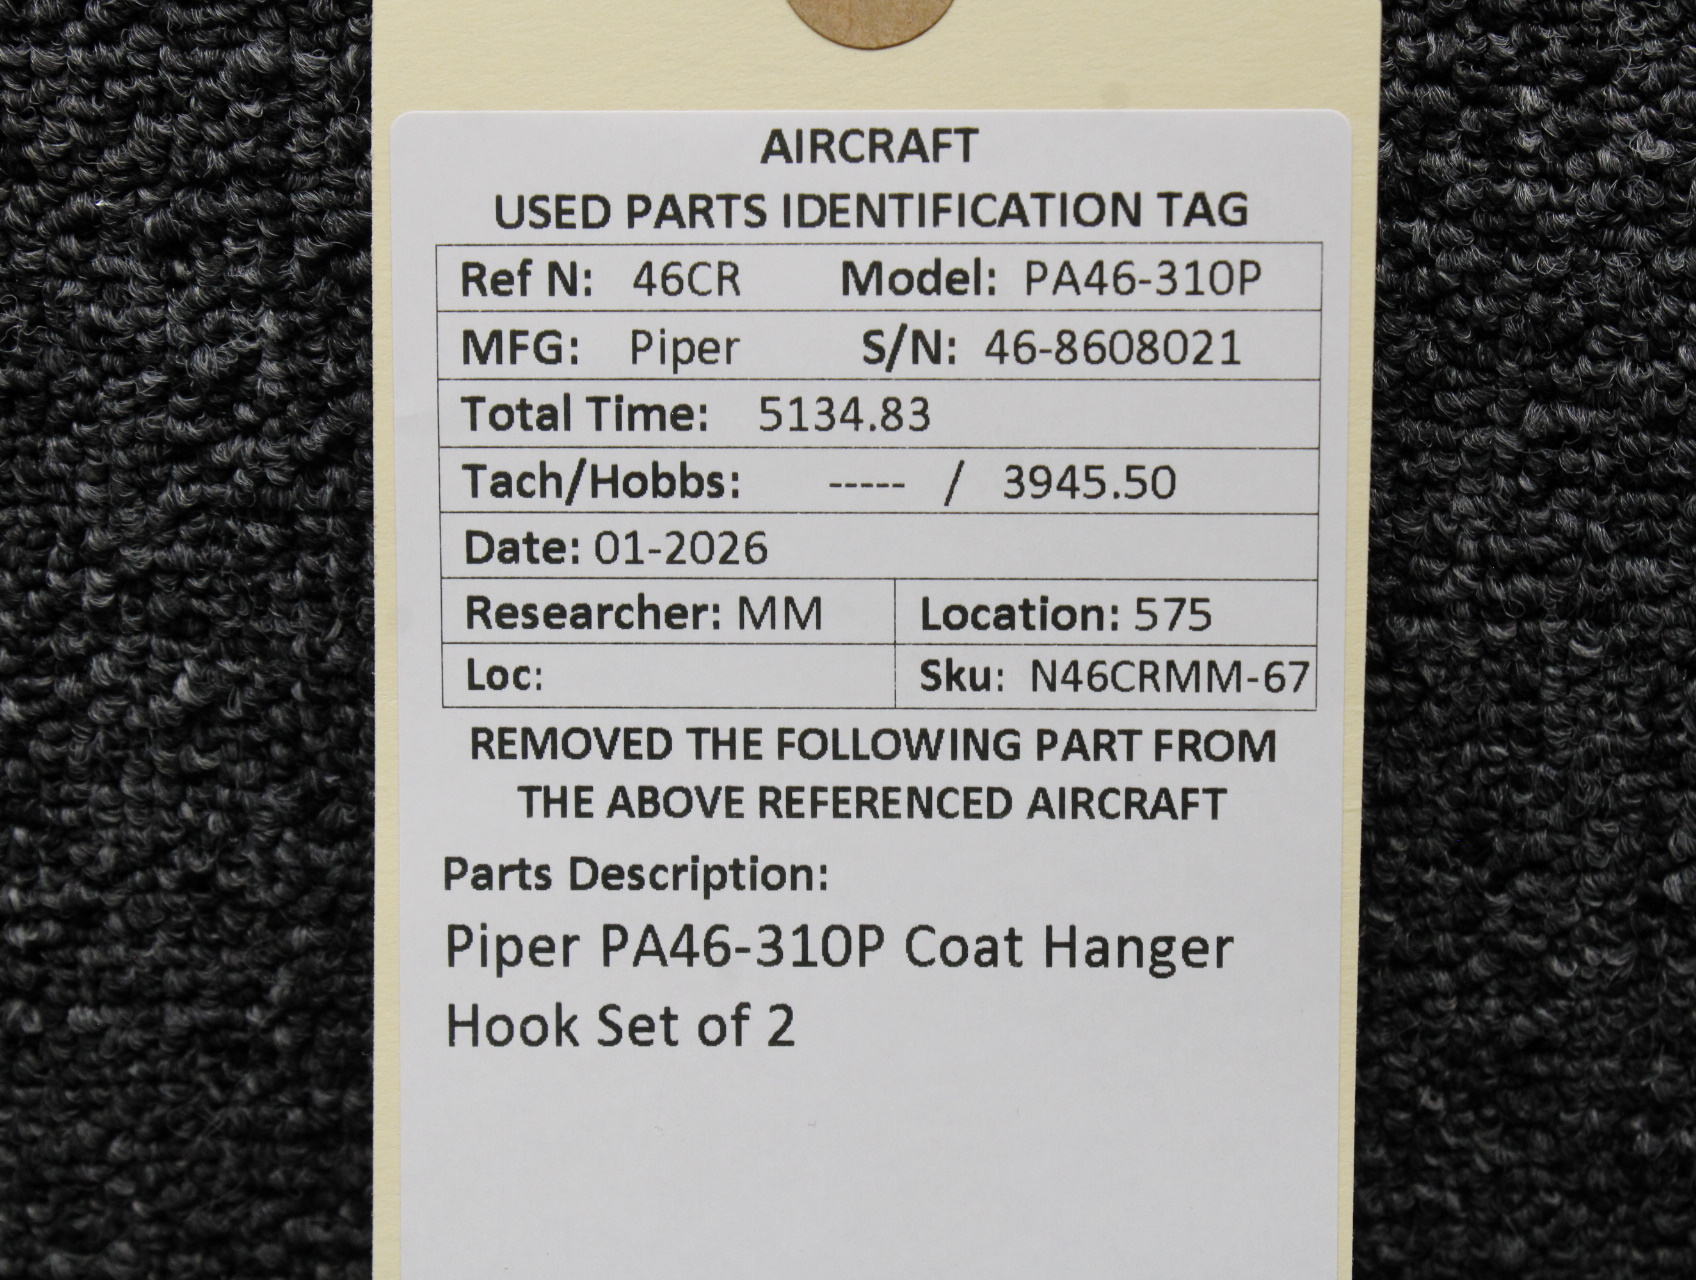 AIRCRAFT
USED PARTS IDENTIFICATION TAG
Ref N: 46CR Model: PA46-310P
MFG: Piper S/N: 46-8608021
Total Time: 5134.83
Tach/Hobbs: ----- / 3945.50
Date: 01-2026
Researcher: MM Location: 575
Loc: Sku: N46CRMM-67
REMOVED THE FOLLOWING PART FROM
THE ABOVE REFERENCED AIRCRAFT
Parts Description:
Piper PA46-310P Coat Hanger
Hook Set of 2